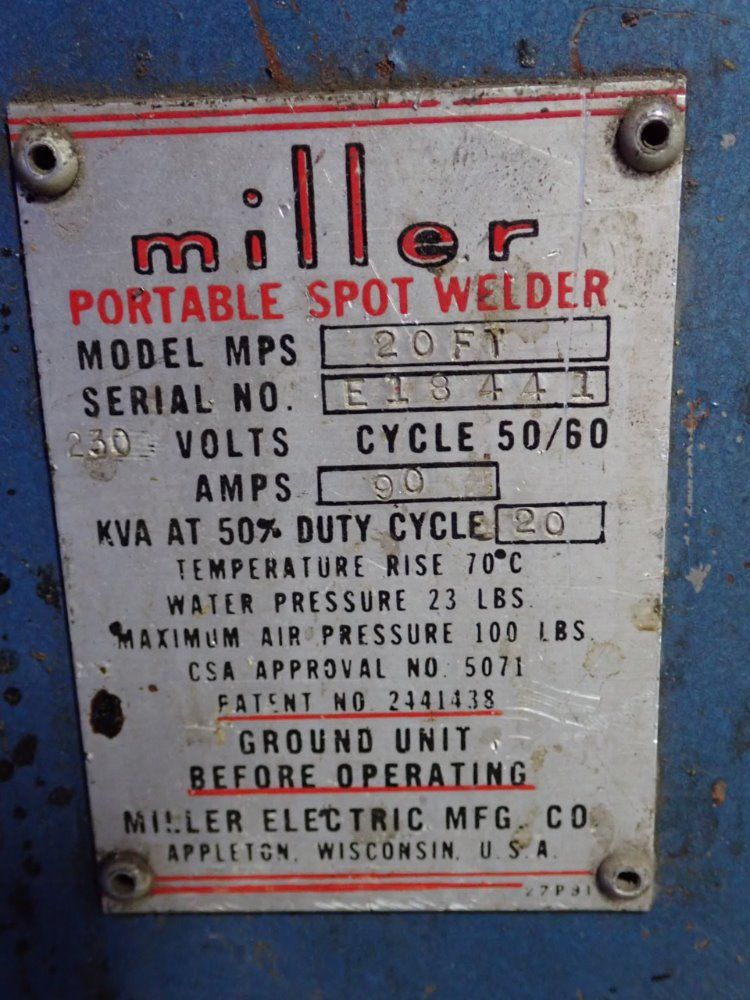 miller
PORTABLE SPOT WELDER
MODEL MPS 20FT
SERIAL NO. E18441
230 VOLTS CYCLE 50/60
AMPS 90
KVA AT 50% DUTY CYCLE 20
TEMPERATURE RISE 70°C
WATER PRESSURE 23 LBS.
MAXIMUM AIR PRESSURE 100 LBS.
CSA APPROVAL NO. 5071
PATENT NO. 2441438
GROUND UNIT
BEFORE OPERATING
MILLER ELECTRIC MFG. CO.
APPLETON, WISCONSIN, U.S.A.